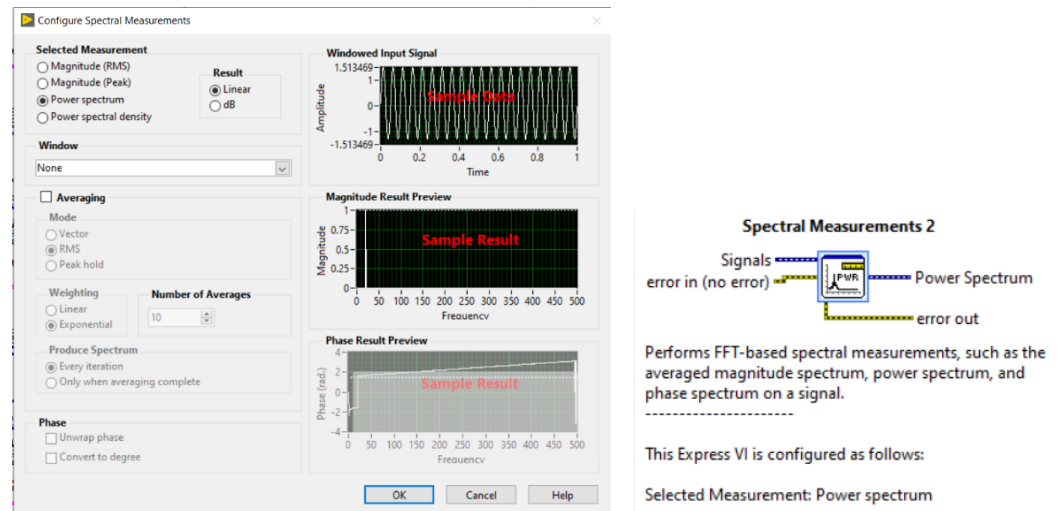 Configure Spectral Measurements
Selected Measurement
Magnitude (RMS)
Magnitude (Peak)
Power spectrum
Power spectral density
Result
Linear
dB
Window
None
Averaging
Mode
Vector
RMS
Peak hold
Weighting
Linear
Exponential
Number of Averages
10
Produce Spectrum
Every iteration
Only when averaging complete
Phase
Unwrap phase
Convert to degree
Windowed Input Signal
Amplitude
1.513469
1
0
-1
-1.513469
Sample Data
0 0.2 0.4 0.6 0.8 1
Time
Magnitude Result Preview
Magnitude
1
0.75
0.5
0.25
0
Sample Result
0 50 100 150 200 250 300 350 400 450 500
Frequency
Phase Result Preview
Phase (rad.)
4
2
0
-2
-4
Sample Result
0 50 100 150 200 250 300 350 400 450 500
Frequency
OK Cancel Help
Spectral Measurements 2
Signals
error in (no error)
PWR
Power Spectrum
error out
Performs FFT-based spectral measurements, such as the
averaged magnitude spectrum, power spectrum, and
phase spectrum on a signal.
----------------------
This Express VI is configured as follows:
Selected Measurement: Power spectrum